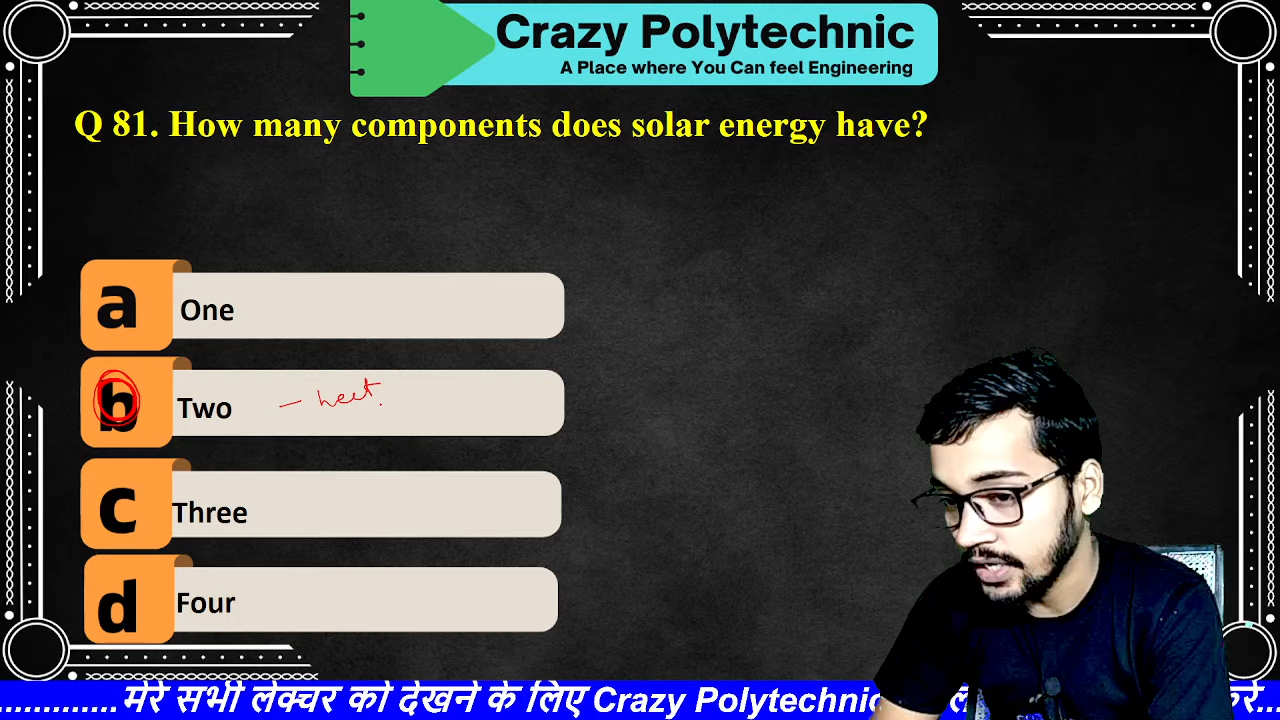 Crazy Polytechnic
A Place where You Can feel Engineering
Q 81. How many components does solar energy have?
a One
b Two – heet.
c Three
d Four
.............मेरे सभी लेक्चर को देखने के लिए Crazy Polytechnic